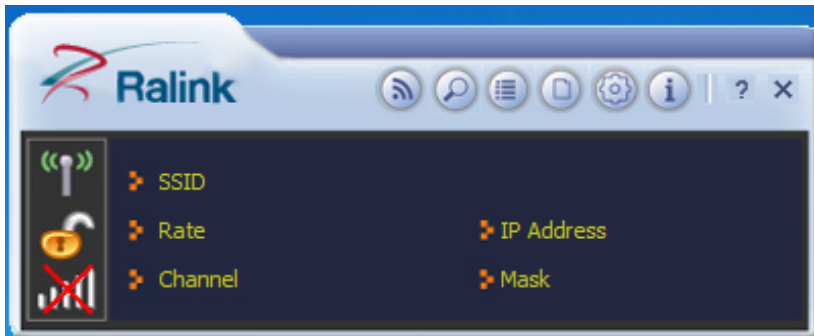 Ralink
i ? ×
SSID
Rate IP Address
Channel Mask